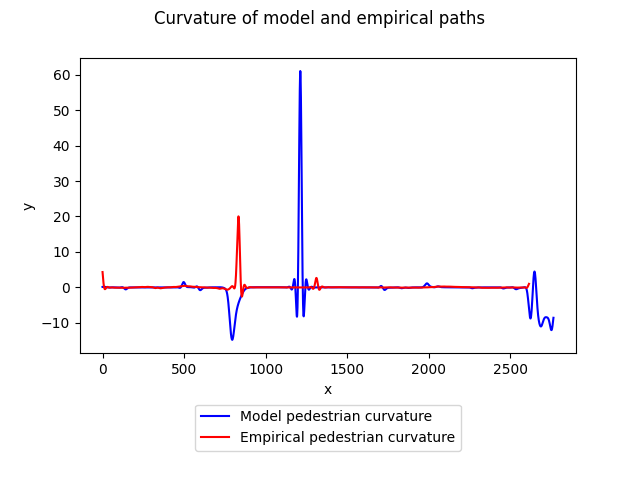 Curvature of model and empirical paths
60
50
40
30
20
10
0
−10
y
0 500 1000 1500 2000 2500
x
Model pedestrian curvature
Empirical pedestrian curvature